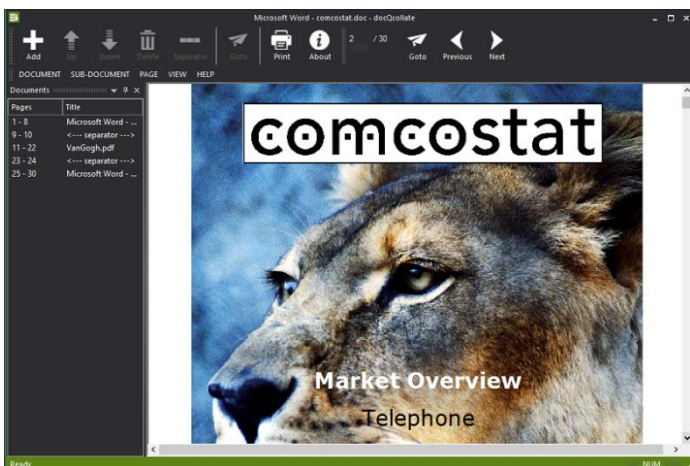 Microsoft Word - comcostat.doc - docQcollate
Add Up Down Delete Separator Goto Print About 2 / 30 Goto Previous Next
DOCUMENT SUB-DOCUMENT PAGE VIEW HELP
Documents
Pages Title
1 - 8 Microsoft Word - ...
9 - 10 <--- separator --->
11 - 22 VanGogh.pdf
23 - 24 <--- separator --->
25 - 30 Microsoft Word - ...
comcostat
Market Overview
Telephone
Ready NUM